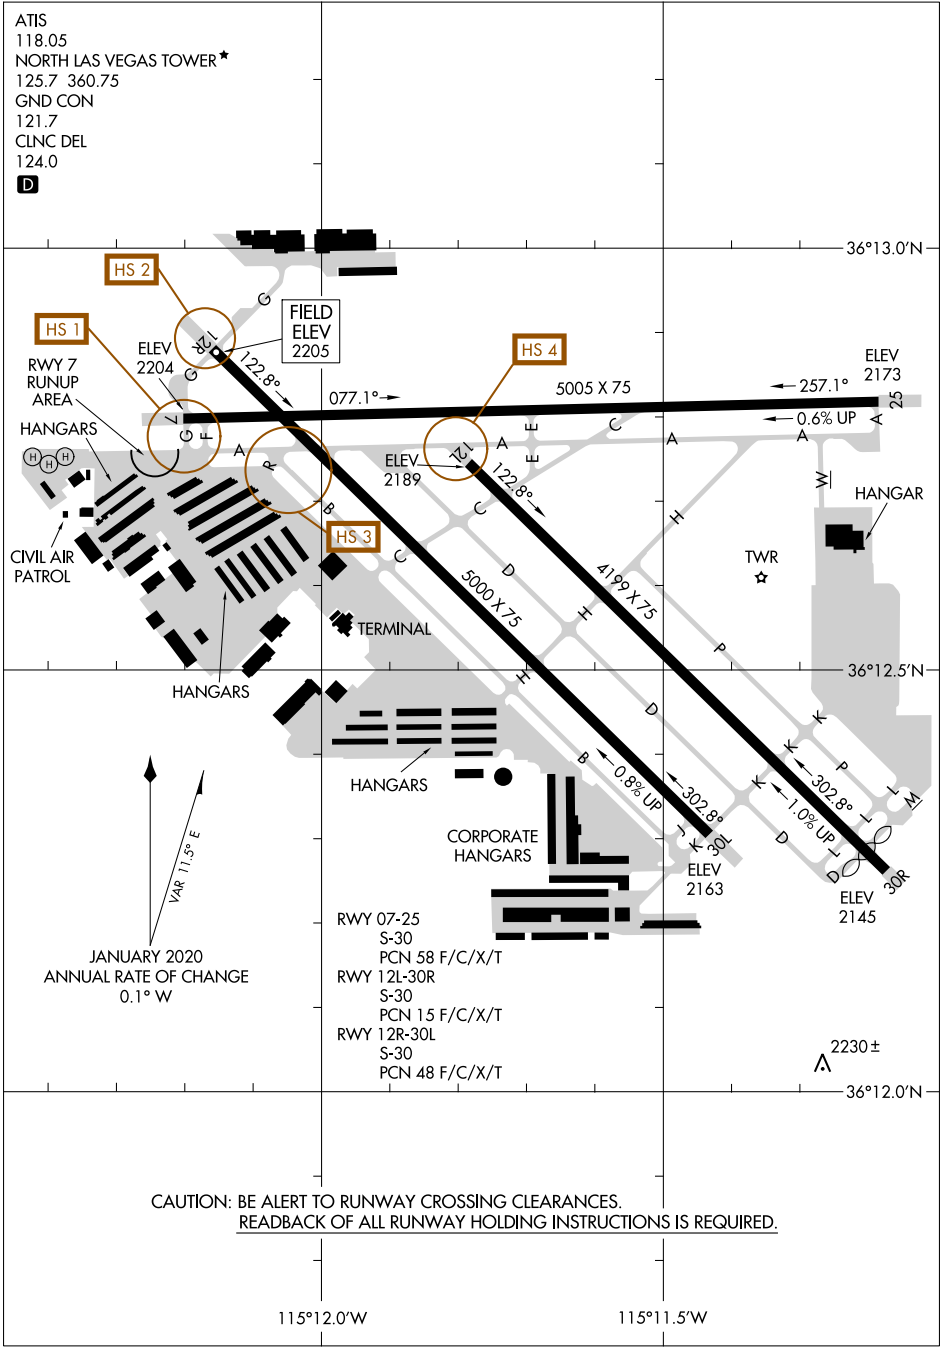 ATIS
118.05
NORTH LAS VEGAS TOWER★
125.7 360.75
GND CON
121.7
CLNC DEL
124.0
D
36°13.0'N
HS 2
G
HS 1
12R
FIELD
ELEV
2205
ELEV
2204
G
122.8°
HS 4
RWY 7
RUNUP
AREA
ELEV
2173
077.1°
5005 X 75
257.1°
25
7
0.6% UP
A
HANGARS
G
F
E
C
A
A
A
E
H
H
H
A
R
12L
ELEV
2189
122.8°
W
HANGAR
B
C
H
HS 3
CIVIL AIR
PATROL
C
D
TWR
5000 X 75
4199 X 75
H
TERMINAL
P
HANGARS
H
36°12.5'N
D
K
HANGARS
B
K
P
0.8% UP
302.8°
K
302.8°
L
M
1.0% UP
L
VAR 11.5° E
CORPORATE
HANGARS
L
K
30L
D
L
D
ELEV
2163
30R
ELEV
2145
RWY 07-25
S-30
PCN 58 F/C/X/T
RWY 12L-30R
S-30
PCN 15 F/C/X/T
RWY 12R-30L
S-30
PCN 48 F/C/X/T
JANUARY 2020
ANNUAL RATE OF CHANGE
0.1° W
2230 ±
36°12.0'N
CAUTION: BE ALERT TO RUNWAY CROSSING CLEARANCES.
READBACK OF ALL RUNWAY HOLDING INSTRUCTIONS IS REQUIRED.
115°12.0'W
115°11.5'W